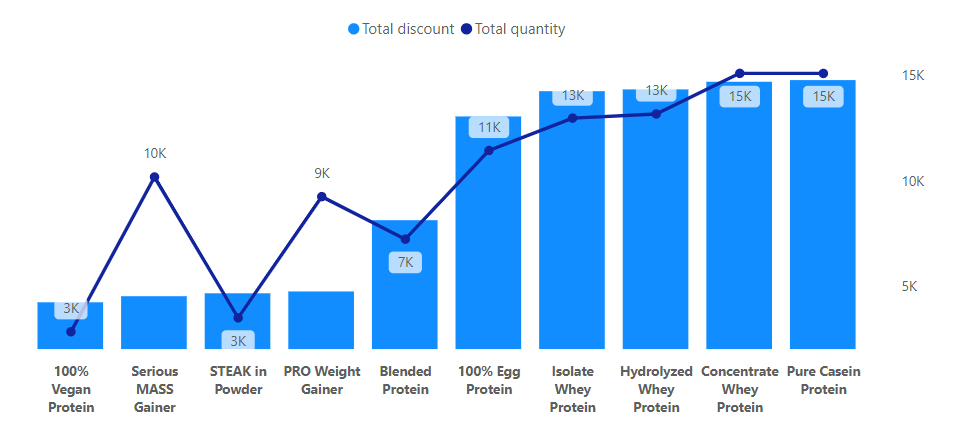 Total discount Total quantity
15K
10K
5K
3K
10K
3K
9K
7K
11K
13K
13K
15K
15K
100% Vegan Protein
Serious MASS Gainer
STEAK in Powder
PRO Weight Gainer
Blended Protein
100% Egg Protein
Isolate Whey Protein
Hydrolyzed Whey Protein
Concentrate Whey Protein
Pure Casein Protein